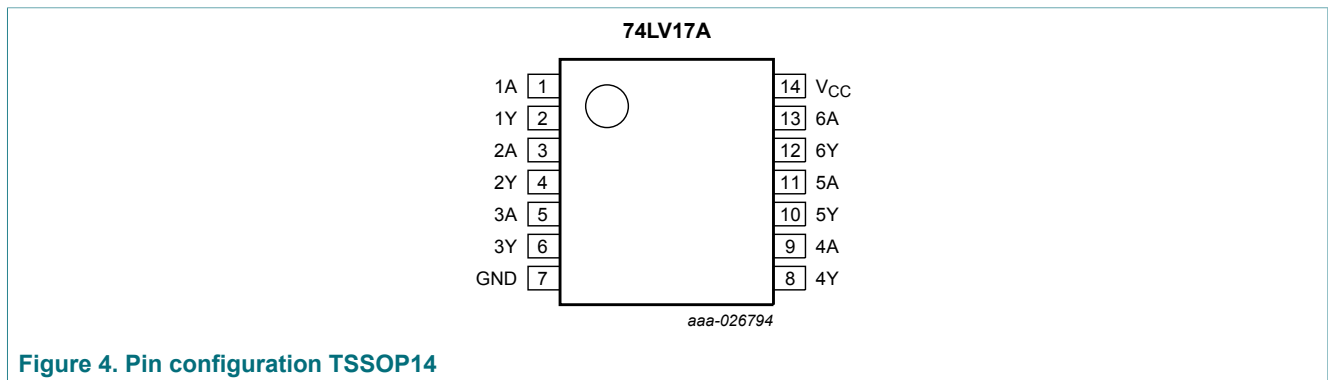 74LV17A
1A 1 14 VCC
1Y 2 13 6A
2A 3 12 6Y
2Y 4 11 5A
3A 5 10 5Y
3Y 6 9 4A
GND 7 8 4Y
aaa-026794
Figure 4. Pin configuration TSSOP14